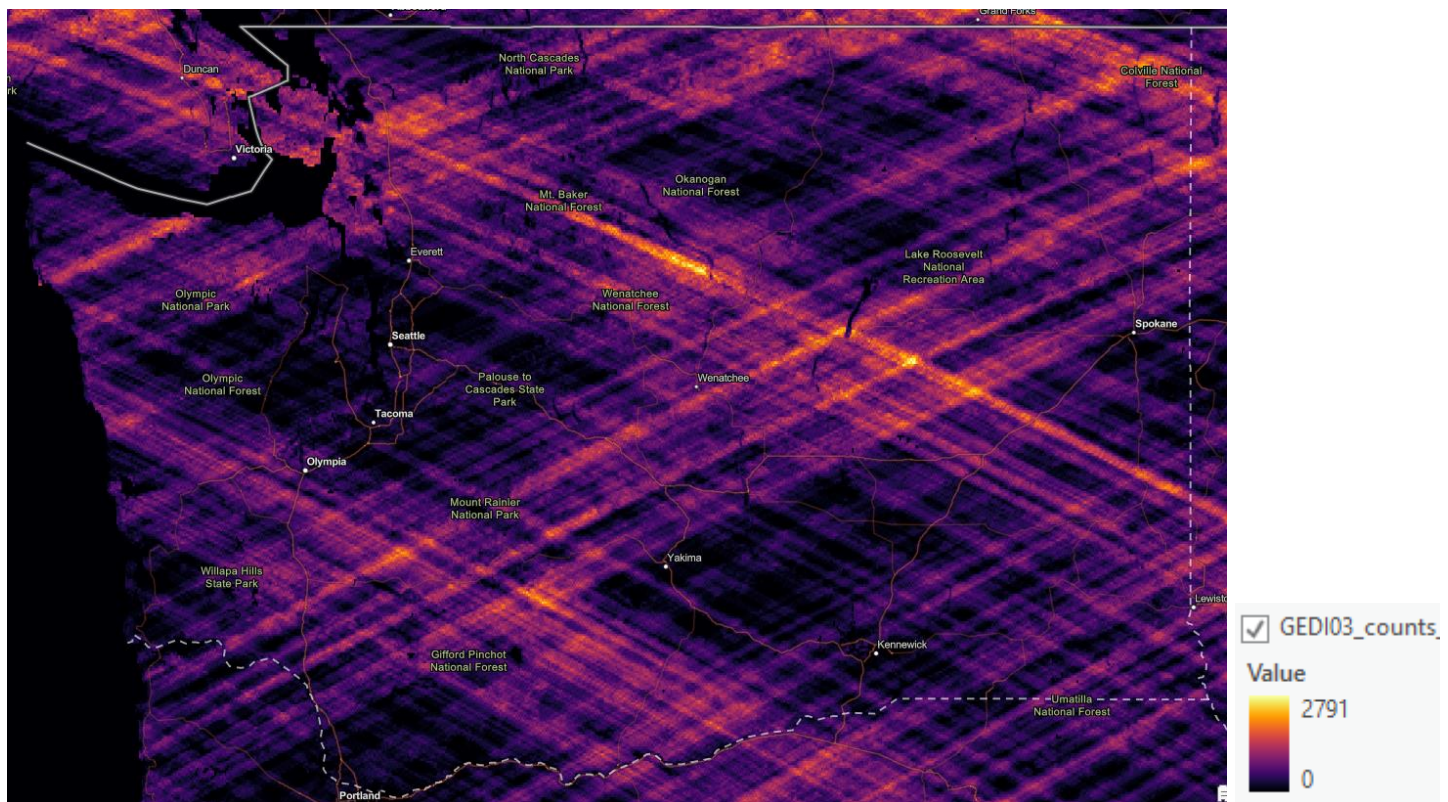 Grand Forks
North Cascades
National Park
Duncan
Colville National
Forest
rk
Victoria
Okanogan
National Forest
Mt. Baker
National Forest
Everett
Lake Roosevelt
National
Recreation Area
Olympic
National Park
Wenatchee
National Forest
Seattle
Spokane
Olympic
National Forest
Palouse to
Cascades State
Park
Wenatchee
Tacoma
Olympia
Mount Rainier
National Park
Yakima
Willapa Hills
State Park
Lewisto
GEDI03_counts_
Kennewick
Gifford Pinchot
National Forest
Value
Umatilla
National Forest
2791
0
Portland